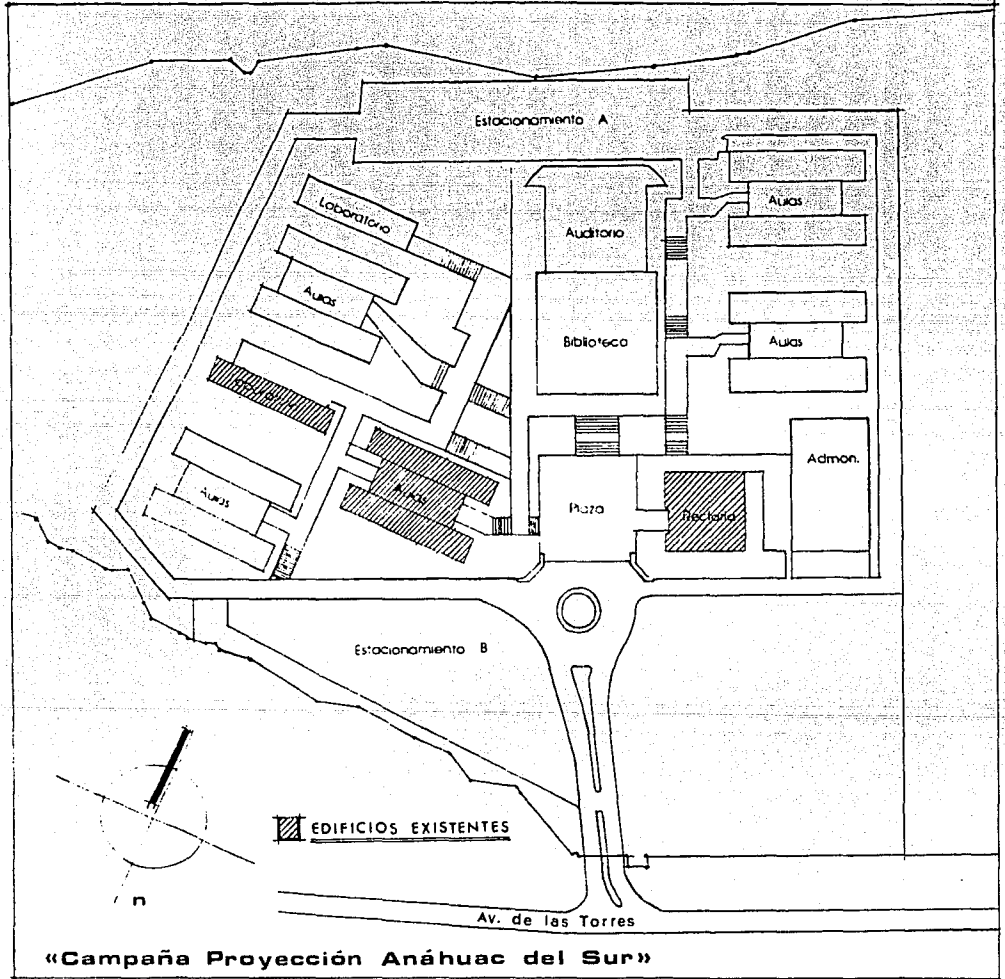 Estacionamiento A
Laboratorio
Aulas
Auditorio
Aulas
Biblioteca
Aulas
Aulas
Aulas
Plaza
Rectoria
Admon.
Estacionamiento B
EDIFICIOS EXISTENTES
n
Av. de las Torres
«Campaña Proyección Anáhuac del Sur»